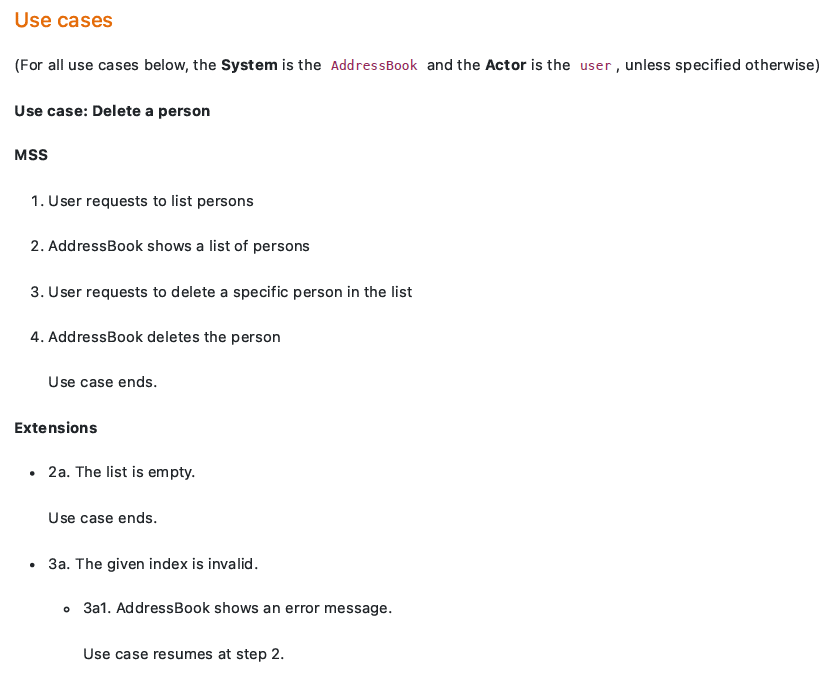 Use cases
(For all use cases below, the System is the AddressBook and the Actor is the user, unless specified otherwise)
Use case: Delete a person
MSS
1. User requests to list persons
2. AddressBook shows a list of persons
3. User requests to delete a specific person in the list
4. AddressBook deletes the person
Use case ends.
Extensions
• 2a. The list is empty.
Use case ends.
• 3a. The given index is invalid.
◦ 3a1. AddressBook shows an error message.
Use case resumes at step 2.